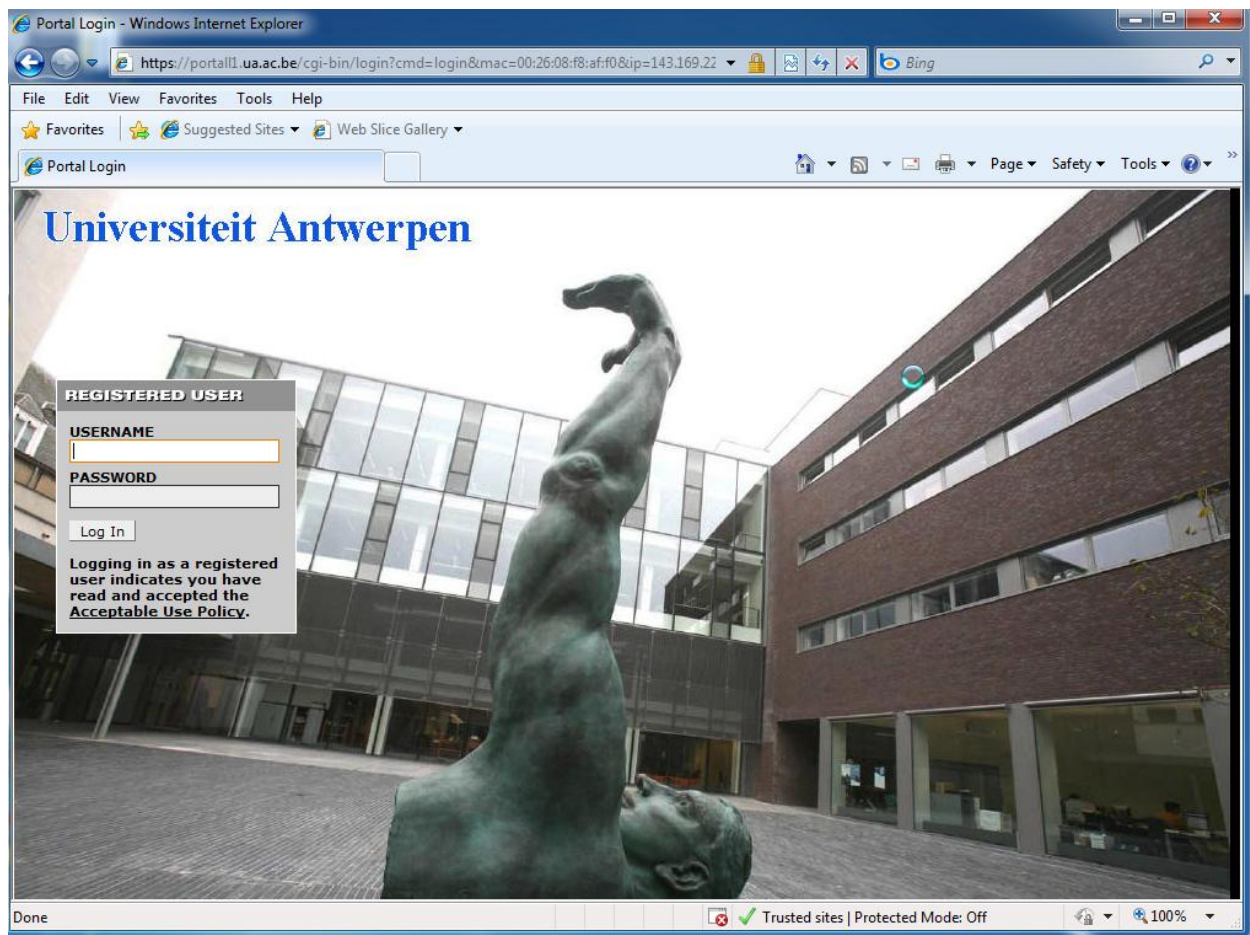 Portal Login - Windows Internet Explorer
https://portall1.ua.ac.be/cgi-bin/login?cmd=login&mac=00:26:08:f8:af:f0&ip=143.169.22
Bing
File Edit View Favorites Tools Help
Favorites Suggested Sites Web Slice Gallery
Portal Login
Page Safety Tools
Universiteit Antwerpen
REGISTERED USER
USERNAME
PASSWORD
Log In
Logging in as a registered
user indicates you have
read and accepted the
Acceptable Use Policy.
Done
Trusted sites | Protected Mode: Off
100%